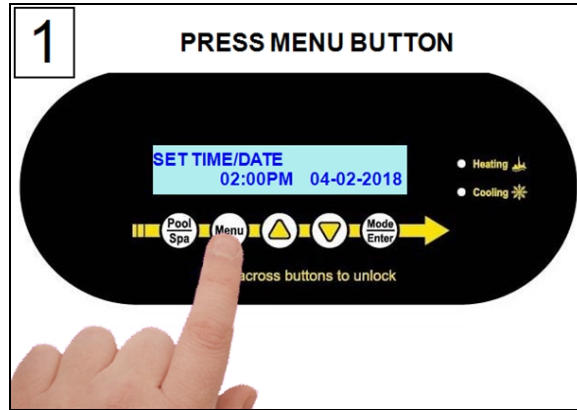 1
PRESS MENU BUTTON
SET TIME/DATE
02:00PM 04-02-2018
Heating
Cooling
Pool Spa
Menu
Mode Enter
across buttons to unlock